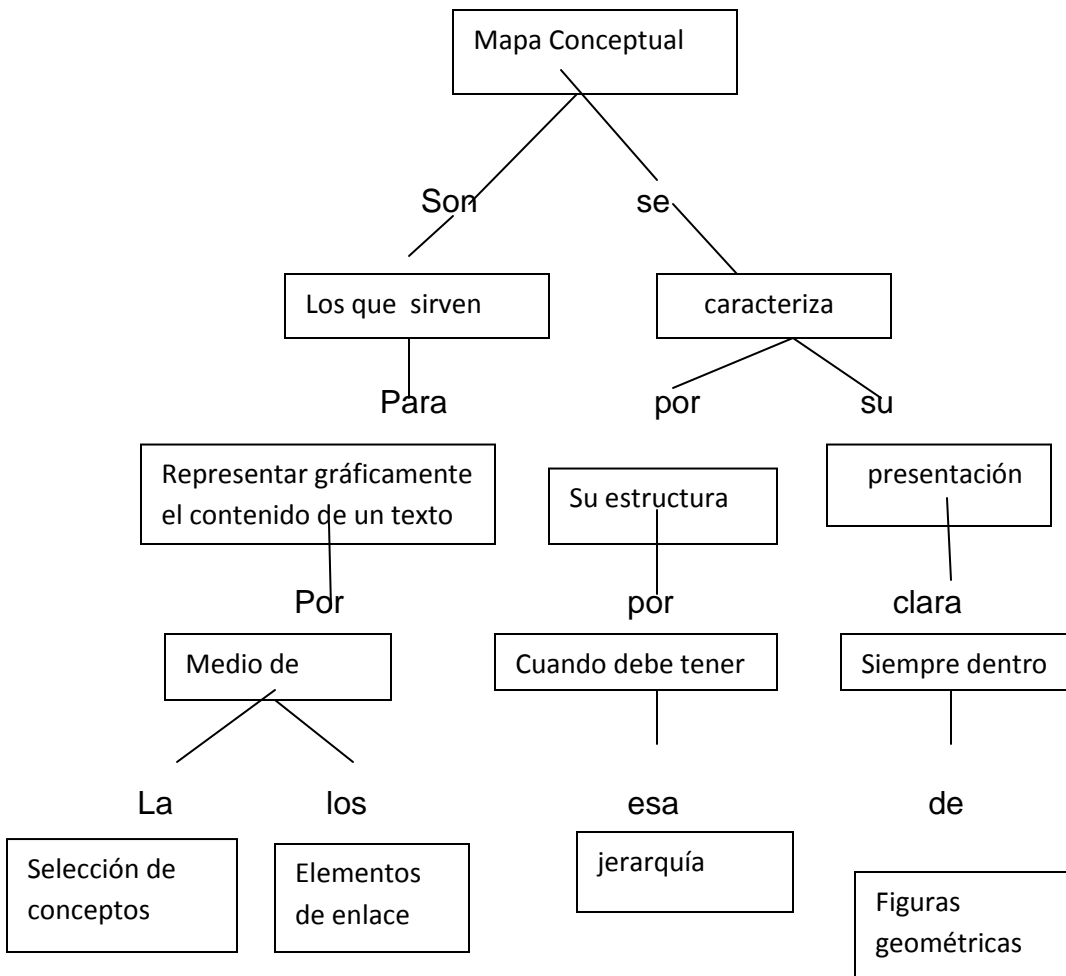 Mapa Conceptual
Son
se
Los que sirven
caracteriza
Para
por
su
Representar gráficamente
el contenido de un texto
Su estructura
presentación
Por
por
clara
Medio de
Cuando debe tener
Siempre dentro
La
los
esa
de
Selección de
conceptos
Elementos
de enlace
jerarquía
Figuras
geométricas